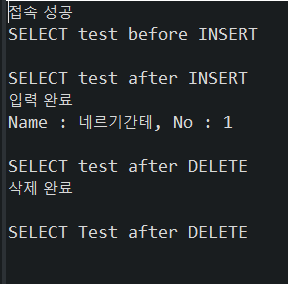 접속 성공
SELECT test before INSERT
SELECT test after INSERT
입력 완료
Name : 네르기간테, No : 1
SELECT test after DELETE
삭제 완료
SELECT Test after DELETE